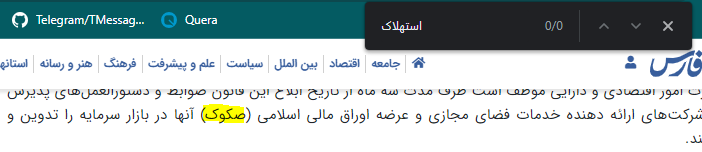 Telegram/TMessag...
Quera
استهلاک
0/0
فارس
جامعه
اقتصاد
بین الملل
سیاست
علم و پیشرفت
فرهنگ
هنر و رسانه
استانها
رت امور اقتصادی و دارایی موظف است ظرف مدت سه ماه از تاریخ ابلاغ این قانون ضوابط و دستورالعمل‌های پذیرش
شرکت‌های ارائه دهنده خدمات فضای مجازی و عرضه اوراق مالی اسلامی (صکوک) آنها در بازار سرمایه را تدوین و
ند.